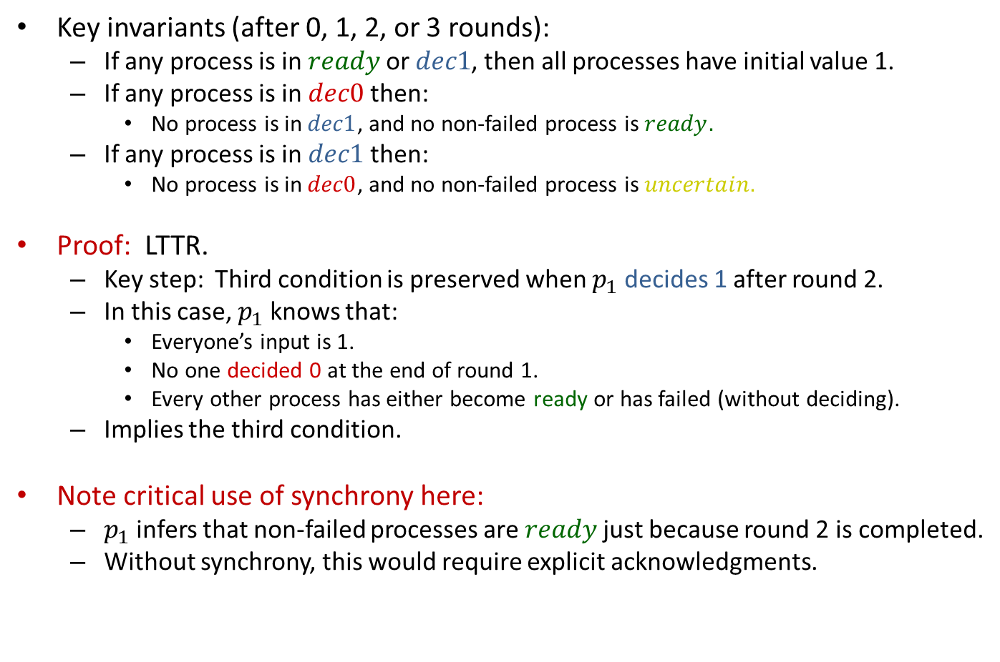 • Key invariants (after 0, 1, 2, or 3 rounds):
– If any process is in ready or dec1, then all processes have initial value 1.
– If any process is in dec0 then:
• No process is in dec1, and no non-failed process is ready.
– If any process is in dec1 then:
• No process is in dec0, and no non-failed process is uncertain.
• Proof: LTTR.
– Key step: Third condition is preserved when p₁ decides 1 after round 2.
– In this case, p₁ knows that:
• Everyone’s input is 1.
• No one decided 0 at the end of round 1.
• Every other process has either become ready or has failed (without deciding).
– Implies the third condition.
• Note critical use of synchrony here:
– p₁ infers that non-failed processes are ready just because round 2 is completed.
– Without synchrony, this would require explicit acknowledgments.